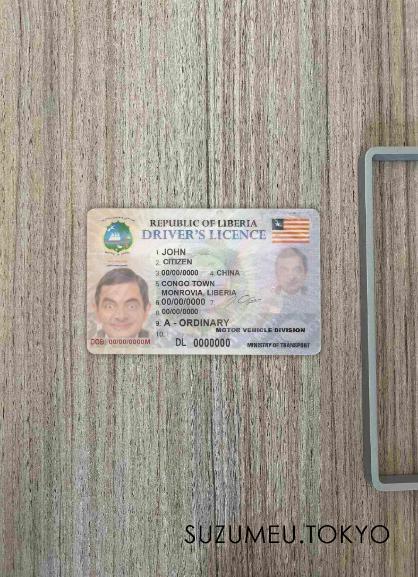 REPUBLIC OF LIBERIA
DRIVER'S LICENCE
1 JOHN
2. CITIZEN
3 00/00/0000 4 CHINA
5 CONGO TOWN
MONROVIA, LIBERIA
6. 00/00/0000 7
8 00/00/0000
9. A - ORDINARY
MOTOR VEHICLE DIVISION
10.
DOB: 00/00/0000M
DL 0000000
MINISTRY OF TRANSPORT
SUZUMEU.TOKYO